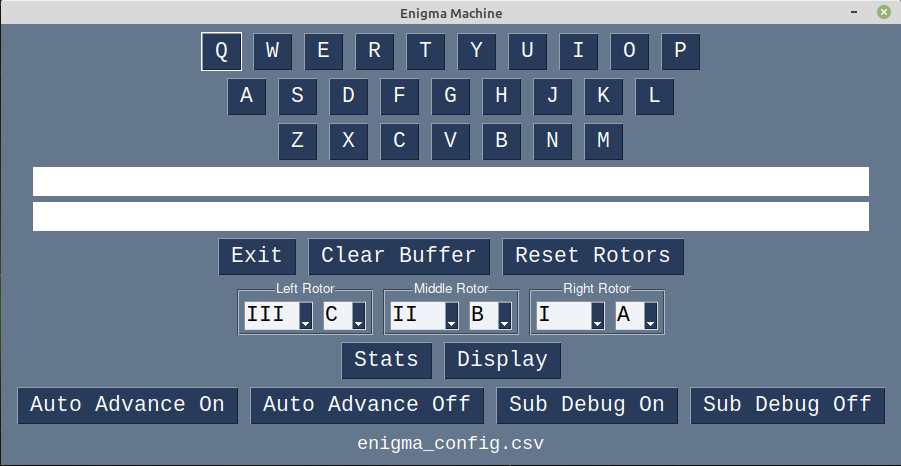 Enigma Machine
Q W E R T Y U I O P
A S D F G H J K L
Z X C V B N M
Exit Clear Buffer Reset Rotors
Left Rotor Middle Rotor Right Rotor
III C II B I A
Stats Display
Auto Advance On Auto Advance Off Sub Debug On Sub Debug Off
enigma_config.csv